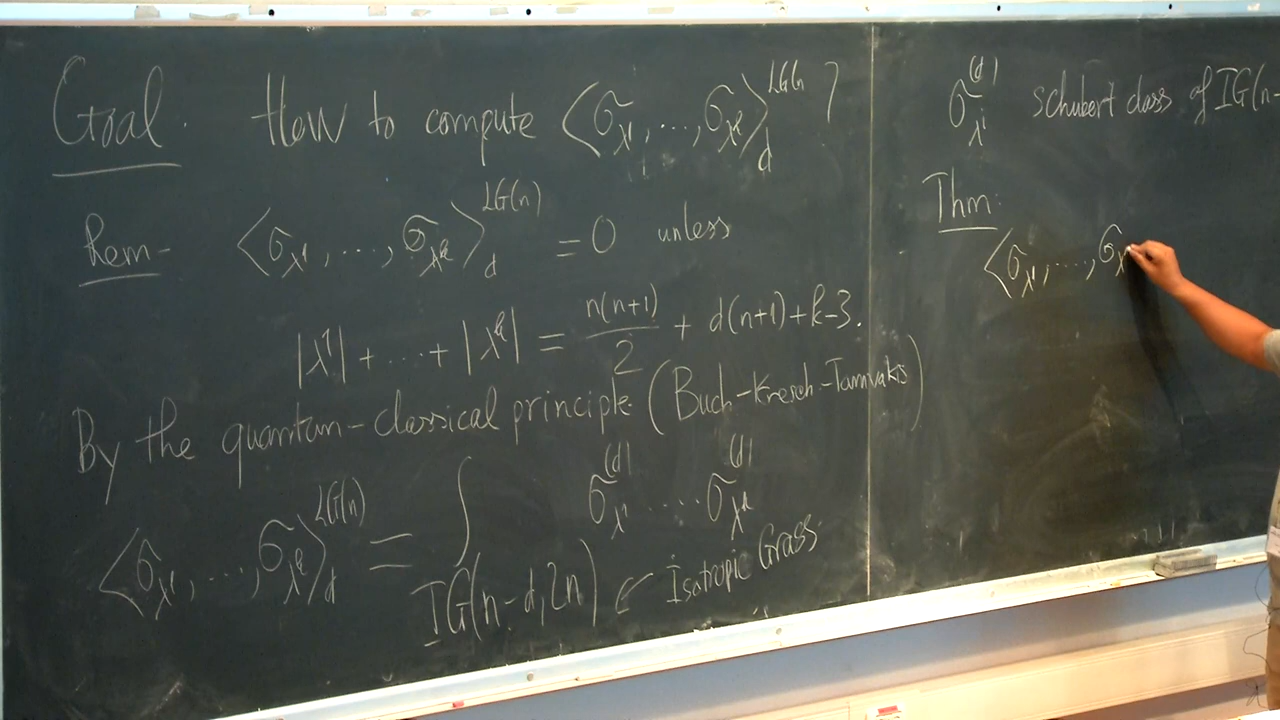 Goal. How to compute ⟨σ_{λ^1}, ..., σ_{λ^k}⟩_d^{LG(n)} ?
Rem- ⟨σ_{λ^1}, ..., σ_{λ^k}⟩_d^{LG(n)} = 0 unless
|λ^1| + ... + |λ^k| = n(n+1)/2 + d(n+1) + k-3.
By the quantum-classical principle. (Buch-Kresch-Tamvakis)
⟨σ_{λ^1}, ..., σ_{λ^k}⟩_d^{LG(n)} = ∫_{IG(n-d,2n)} σ_{λ^1}^{(d)} .... σ_{λ^k}^{(d)}
← Isotropic Grass.
σ_{λ^i}^{(d)} Schubert class of IG(n-
Thm:
⟨σ_{λ^1}, ...., σ_{λ